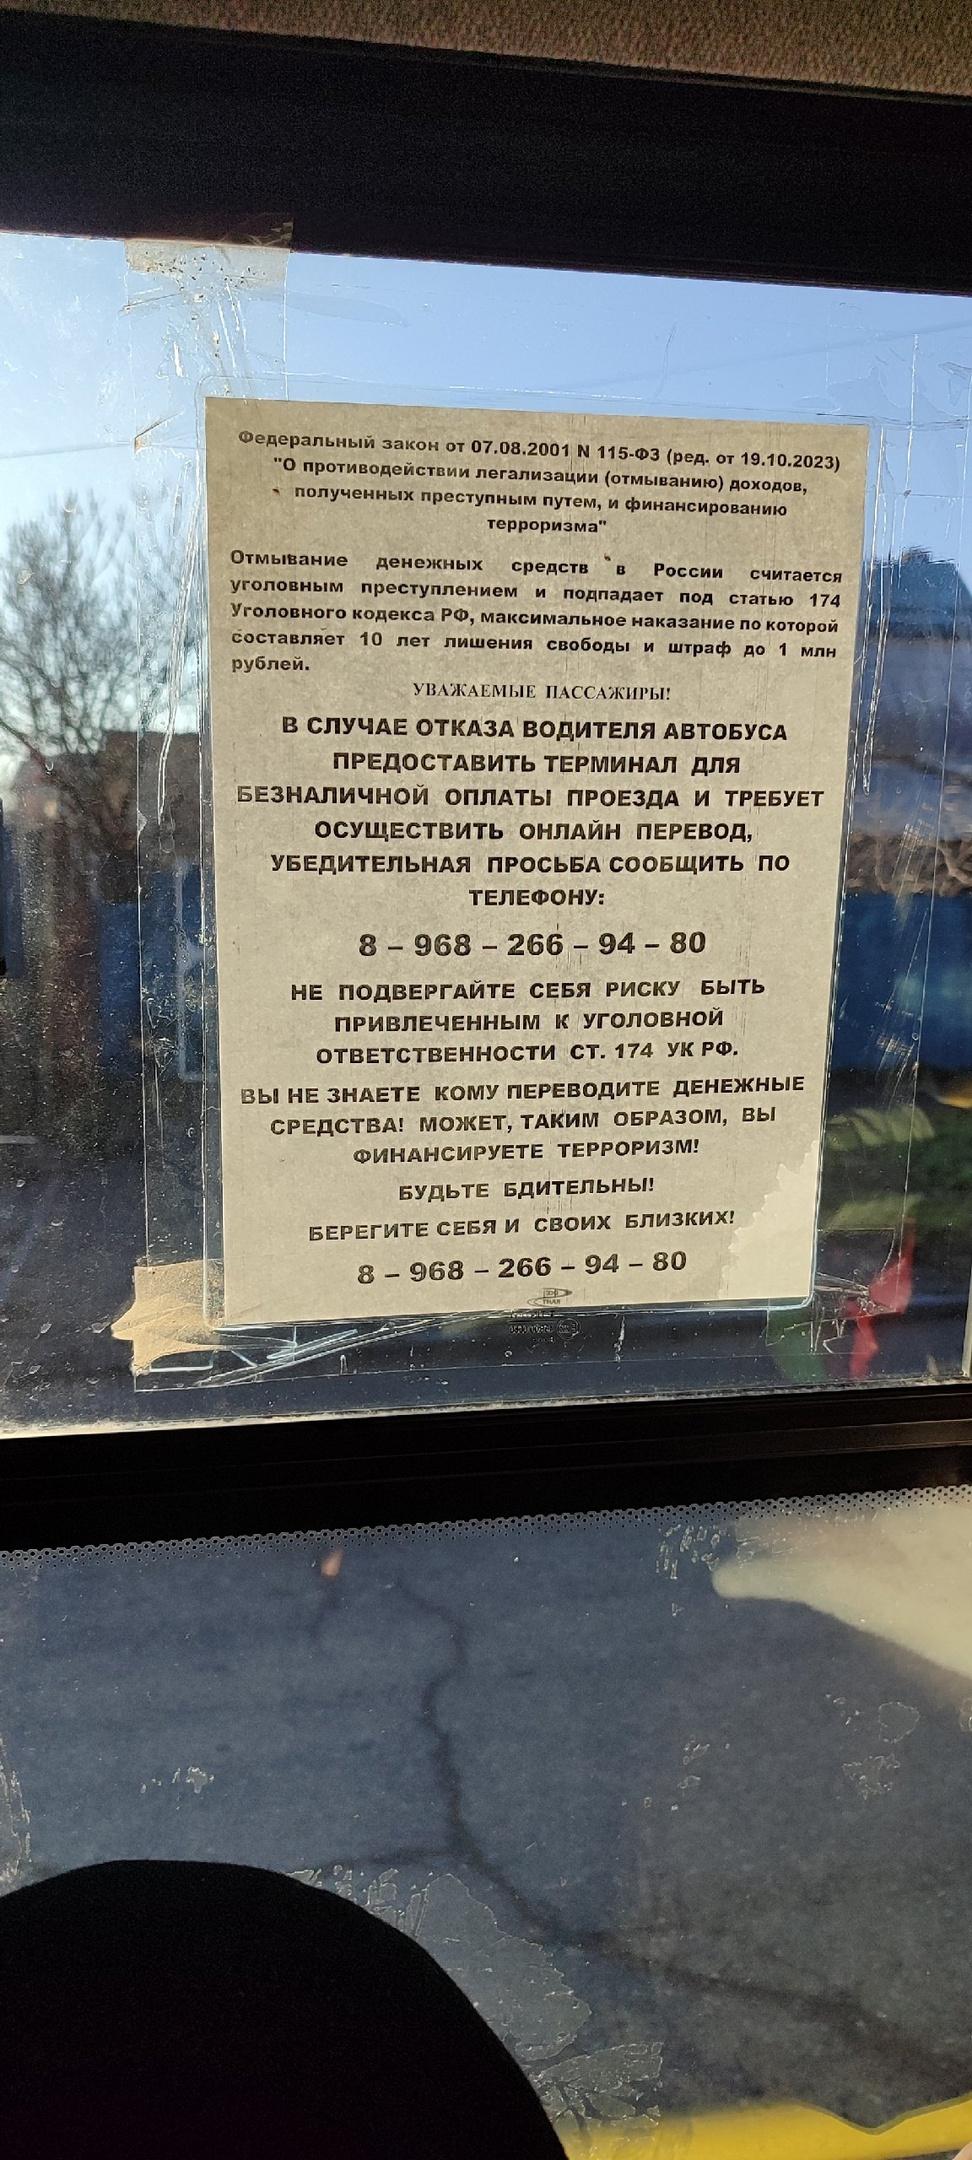 Федеральный закон от 07.08.2001 N 115-ФЗ (ред. от 19.10.2023)
"О противодействии легализации (отмыванию) доходов,
полученных преступным путем, и финансированию
терроризма"
Отмывание денежных средств в России считается
уголовным преступлением и подпадает под статью 174
Уголовного кодекса РФ, максимальное наказание по которой
составляет 10 лет лишения свободы и штраф до 1 млн
рублей.
УВАЖАЕМЫЕ ПАССАЖИРЫ!
В СЛУЧАЕ ОТКАЗА ВОДИТЕЛЯ АВТОБУСА
ПРЕДОСТАВИТЬ ТЕРМИНАЛ ДЛЯ
БЕЗНАЛИЧНОЙ ОПЛАТЫ ПРОЕЗДА И ТРЕБУЕТ
ОСУЩЕСТВИТЬ ОНЛАЙН ПЕРЕВОД,
УБЕДИТЕЛЬНАЯ ПРОСЬБА СООБЩИТЬ ПО
ТЕЛЕФОНУ:
8 – 968 – 266 – 94 – 80
НЕ ПОДВЕРГАЙТЕ СЕБЯ РИСКУ БЫТЬ
ПРИВЛЕЧЕННЫМ К УГОЛОВНОЙ
ОТВЕТСТВЕННОСТИ СТ. 174 УК РФ.
ВЫ НЕ ЗНАЕТЕ КОМУ ПЕРЕВОДИТЕ ДЕНЕЖНЫЕ
СРЕДСТВА! МОЖЕТ, ТАКИМ ОБРАЗОМ, ВЫ
ФИНАНСИРУЕТЕ ТЕРРОРИЗМ!
БУДЬТЕ БДИТЕЛЬНЫ!
БЕРЕГИТЕ СЕБЯ И СВОИХ БЛИЗКИХ!
8 – 968 – 266 – 94 – 80